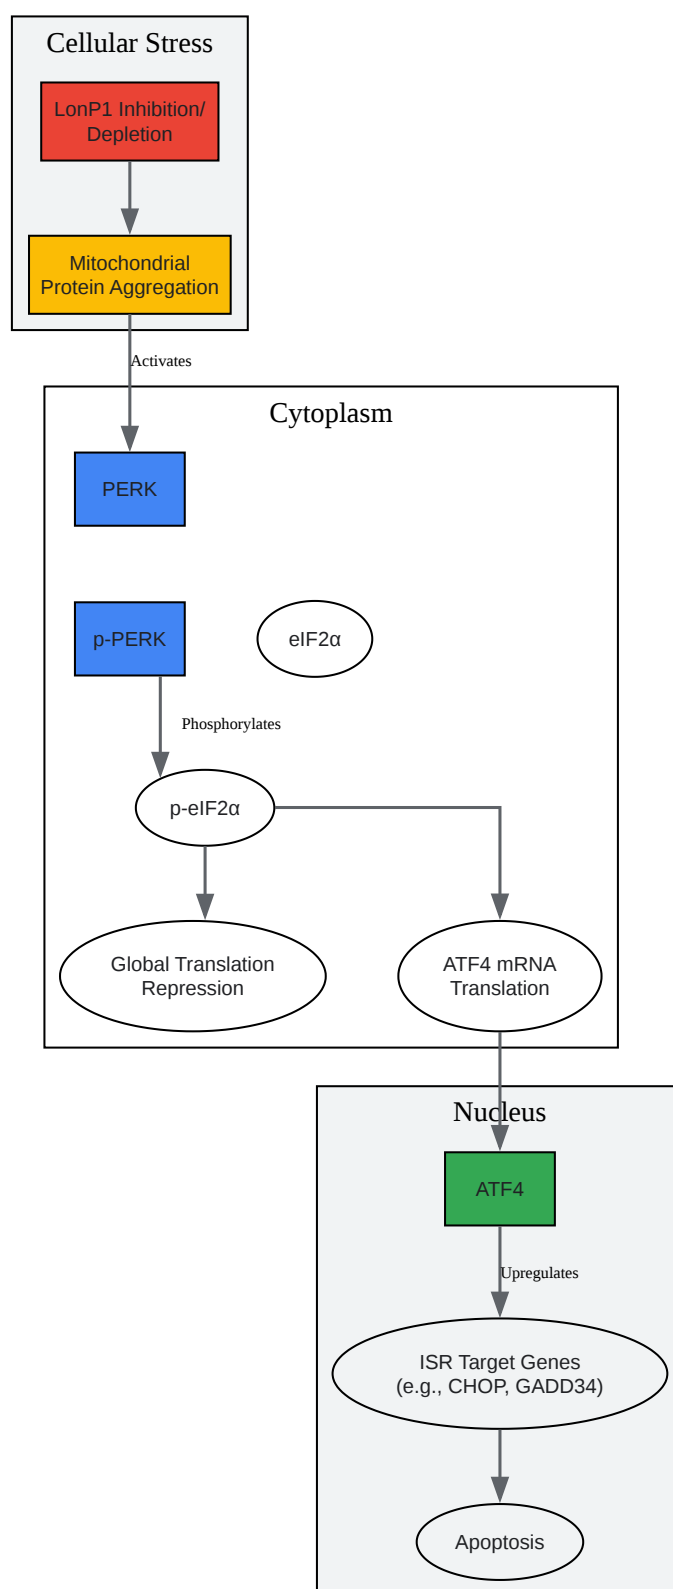 Cellular Stress
LonP1 Inhibition/
Depletion
Mitochondrial
Protein Aggregation
Activates
Cytoplasm
PERK
p-PERK
eIF2α
Phosphorylates
p-eIF2α
Global Translation
Repression
ATF4 mRNA
Translation
Nucleus
ATF4
Upregulates
ISR Target Genes
(e.g., CHOP, GADD34)
Apoptosis